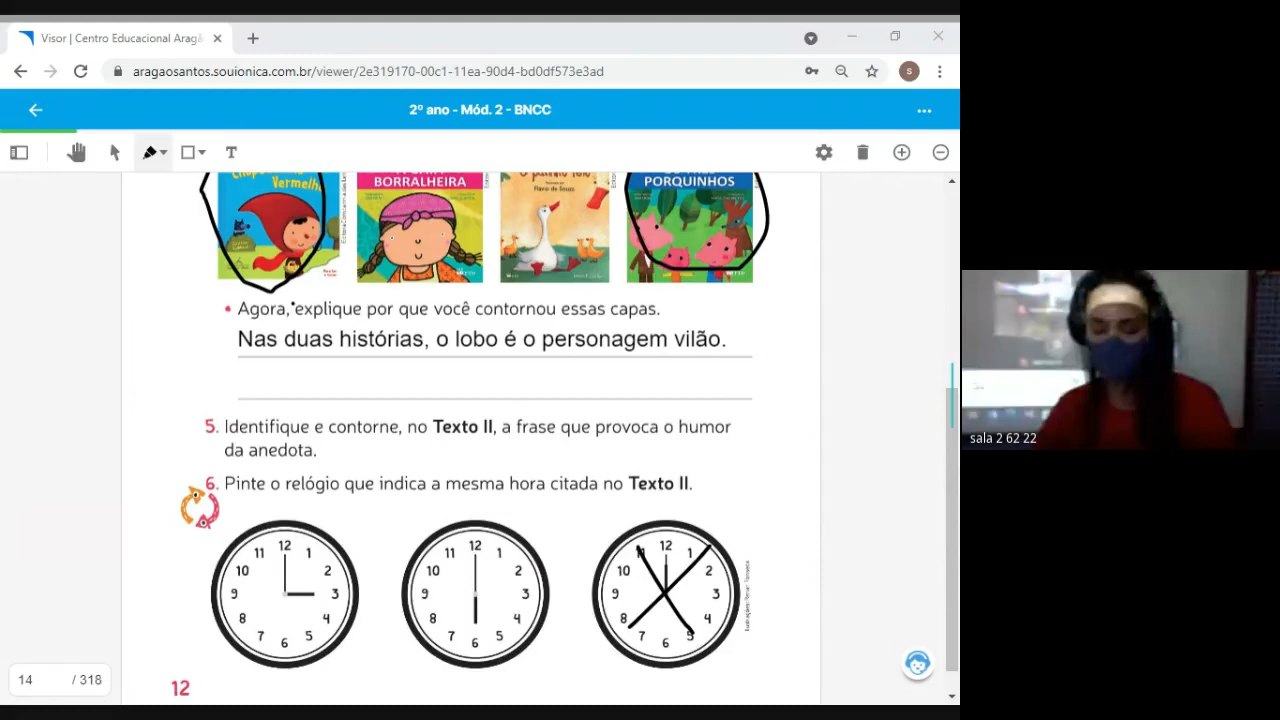 Visor | Centro Educacional Aragã
aragaosantos.souionica.com.br/viewer/2e319170-00c1-11ea-90d4-bd0df573e3ad
S
2º ano - Mód. 2 - BNCC
T
Vermelh
BORRALHEIRA
Flavio de Souza
PORQUINHOS
• Agora, explique por que você contornou essas capas.
Nas duas histórias, o lobo é o personagem vilão.
5. Identifique e contorne, no Texto II, a frase que provoca o humor
da anedota.
6. Pinte o relógio que indica a mesma hora citada no Texto II.
12 1 2 3 4 5 6 7 8 9 10 11
12 1 2 3 4 5 6 7 8 9 10 11
12 1 2 3 4 5 6 7 8 9 10 11
12
14 / 318
sala 2 62 22